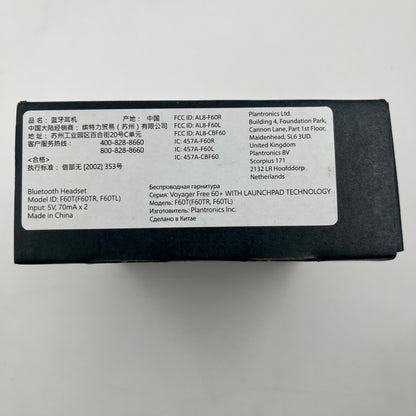 品名：蓝牙耳机 产地：中国
中国大陆经销商：缤特力贸易（苏州）有限公司
地址：苏州工业园区百合街20号C单元
客户服务热线： 400-828-8660
800-828-8660
<合格>
执行标准：信部无 [2002] 353号
FCC ID: AL8-F60R
FCC ID: AL8-F60L
FCC ID: AL8-CBF60
IC: 457A-F60R
IC: 457A-F60L
IC: 457A-CBF60
Plantronics Ltd.
Building 4, Foundation Park,
Cannon Lane, Part 1st Floor,
Maidenhead, SL6 3UD.
United Kingdom
Plantronics BV
Scorpius 171
2132 LR Hoofddorp
Netherlands
Bluetooth Headset
Model ID: F60T(F60TR, F60TL)
Input: 5V, 70mA x 2
Made in China
Беспроводная гарнитура
Серия: Voyager Free 60+ WITH LAUNCHPAD TECHNOLOGY
Модель: F60T(F60TR, F60TL)
Изготовитель: Plantronics Inc.
Сделано в Китае